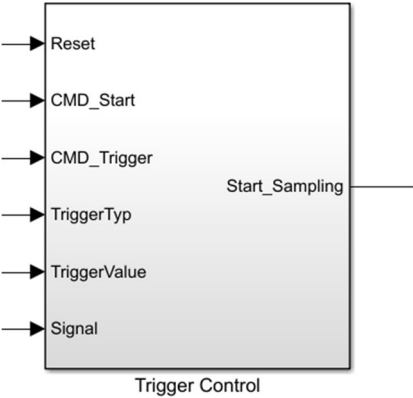 Reset
CMD_Start
CMD_Trigger
Start_Sampling
TriggerTyp
TriggerValue
Signal
Trigger Control